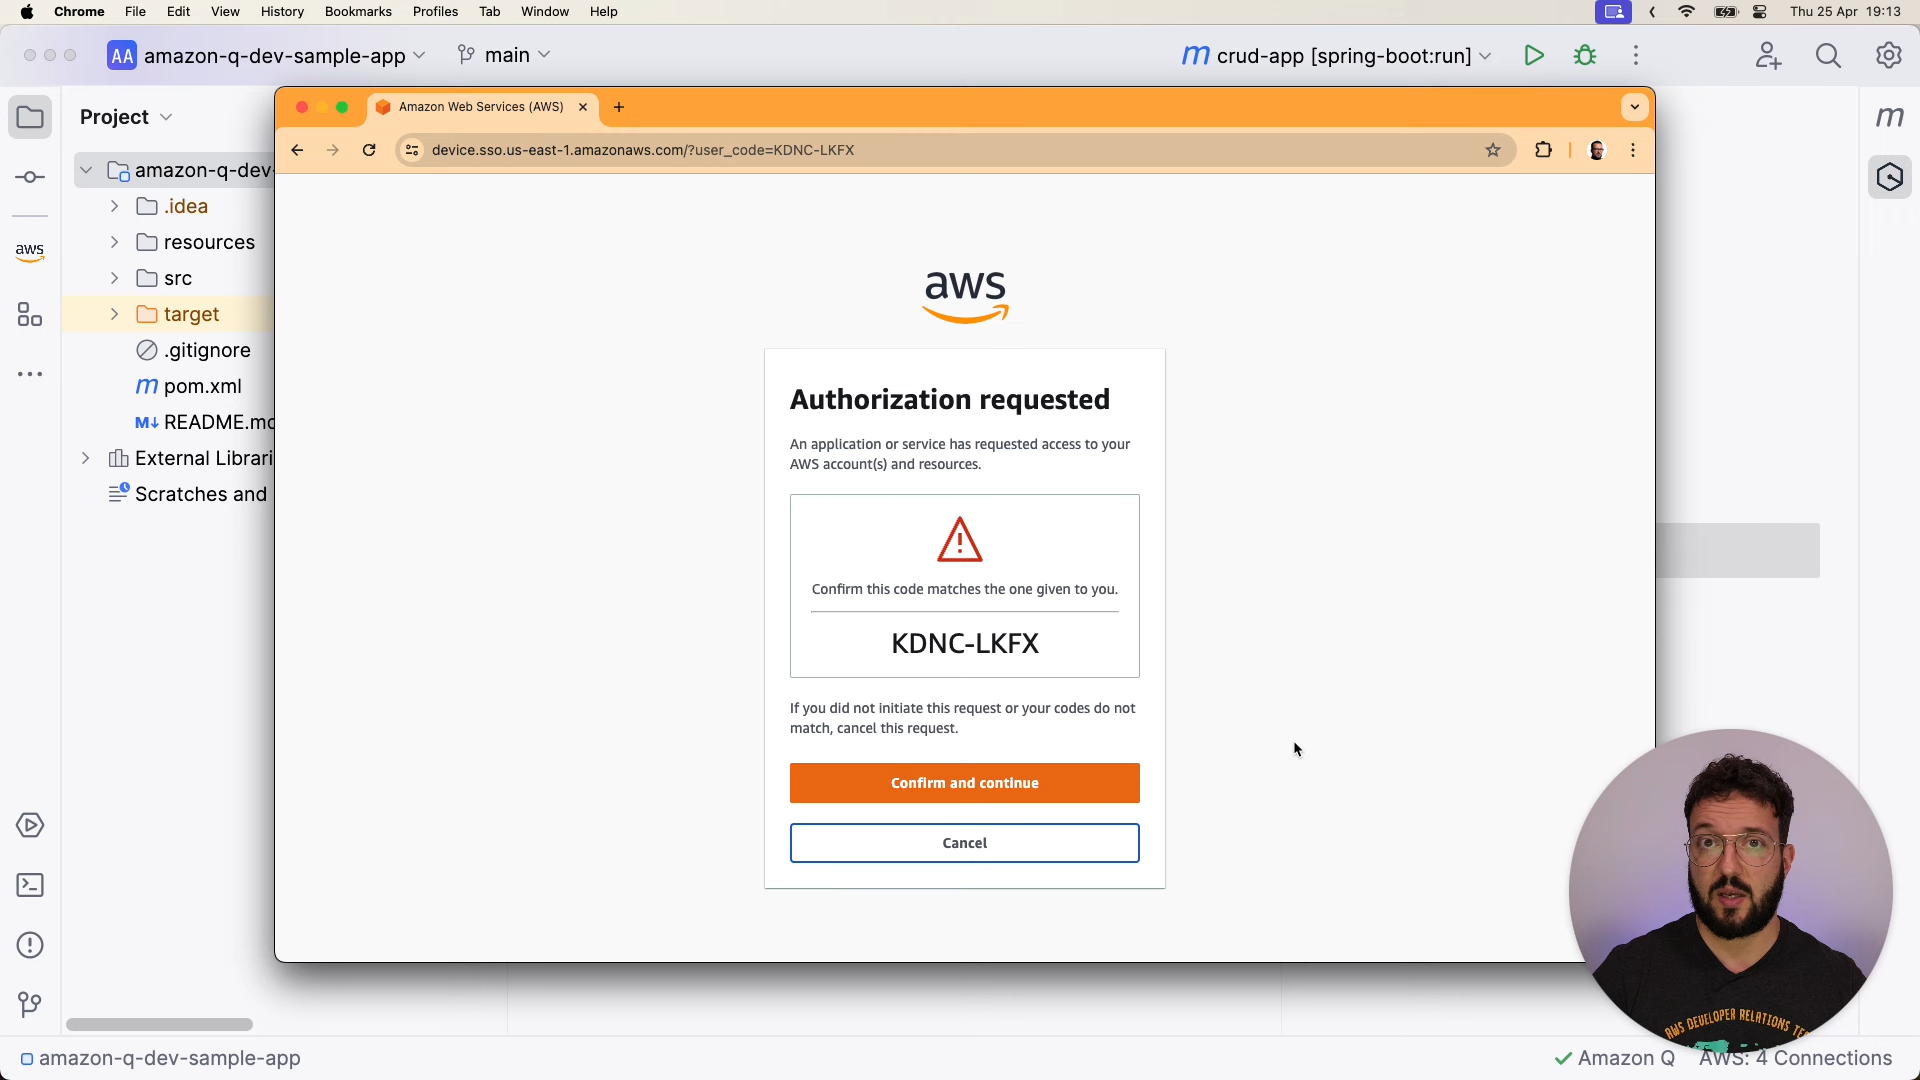 Chrome File Edit View History Bookmarks Profiles Tab Window Help
Thu 25 Apr 19:13
AA amazon-q-dev-sample-app
main
m crud-app [spring-boot:run]
Project
m
Amazon Web Services (AWS)
device.sso.us-east-1.amazonaws.com/?user_code=KDNC-LKFX
amazon-q-dev-
.idea
resources
aws
src
target
.gitignore
m pom.xml
M↓ README.md
External Librari
Scratches and
aws
Authorization requested
An application or service has requested access to your
AWS account(s) and resources.
Confirm this code matches the one given to you.
KDNC-LKFX
If you did not initiate this request or your codes do not
match, cancel this request.
Confirm and continue
Cancel
AWS DEVELOPER RELATIONS TE
amazon-q-dev-sample-app
Amazon Q
AWS: 4 Connections